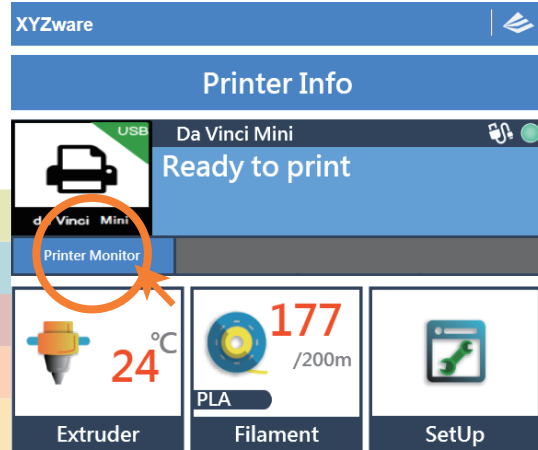 XYZware
Printer Info
USB
da Vinci Mini
Da Vinci Mini
Ready to print
Printer Monitor
24 °C
Extruder
177
/200m
PLA
Filament
SetUp